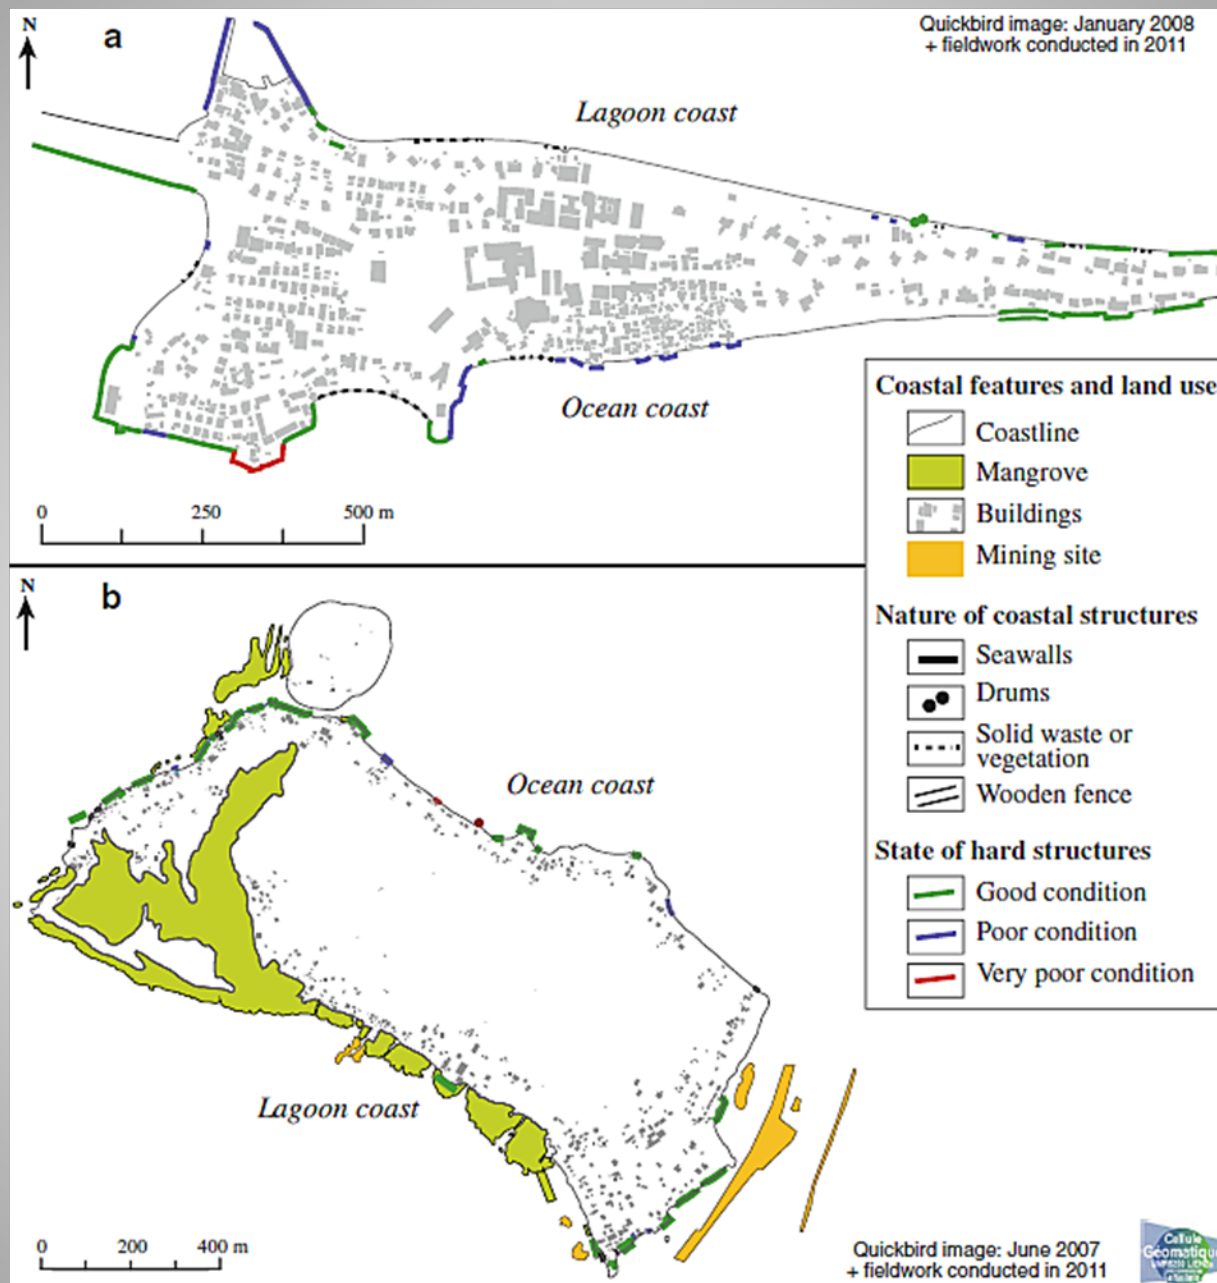 N
a
Quickbird image: January 2008
+ fieldwork conducted in 2011
Lagoon coast
Ocean coast
0 250 500 m
Coastal features and land use
Coastline
Mangrove
Buildings
Mining site
Nature of coastal structures
Seawalls
Drums
Solid waste or
vegetation
Wooden fence
State of hard structures
Good condition
Poor condition
Very poor condition
N
b
Ocean coast
Lagoon coast
0 200 400 m
Quickbird image: June 2007
+ fieldwork conducted in 2011
Cellule
Géomatique